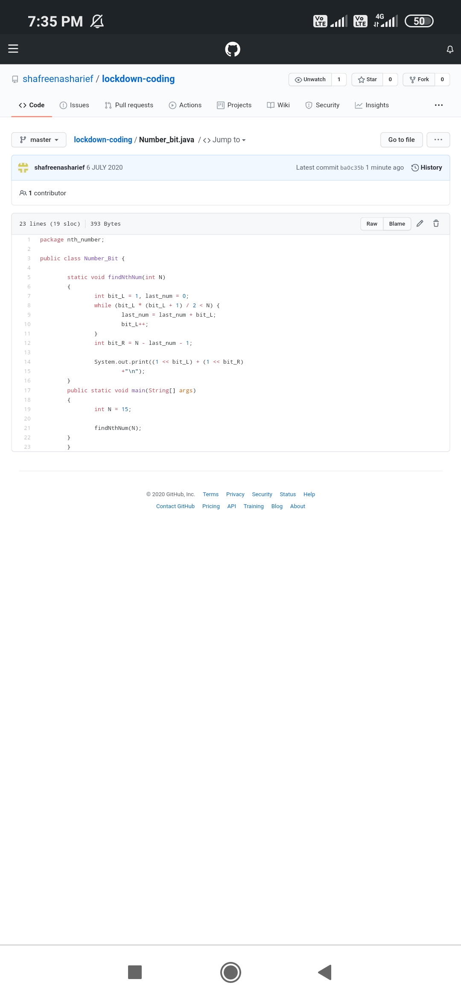 7:35 PM Vo LTE Vo LTE 4G 50
shafreenasharief / lockdown-coding Unwatch 1 Star 0 Fork 0
Code Issues Pull requests Actions Projects Wiki Security Insights ...
master lockdown-coding / Number_bit.java / <> Jump to Go to file ...
shafreenasharief 6 JULY 2020 Latest commit ba0c35b 1 minute ago History
1 contributor
23 lines (19 sloc) 393 Bytes Raw Blame
1 package nth_number;
2
3 public class Number_Bit {
4
5 static void findNthNum(int N)
6 {
7 int bit_L = 1, last_num = 0;
8 while (bit_L * (bit_L + 1) / 2 < N) {
9 last_num = last_num + bit_L;
10 bit_L++;
11 }
12 int bit_R = N - last_num - 1;
13
14 System.out.print((1 << bit_L) + (1 << bit_R)
15 +"\n");
16 }
17 public static void main(String[] args)
18 {
19 int N = 15;
20
21 findNthNum(N);
22 }
23 }
© 2020 GitHub, Inc. Terms Privacy Security Status Help
Contact GitHub Pricing API Training Blog About